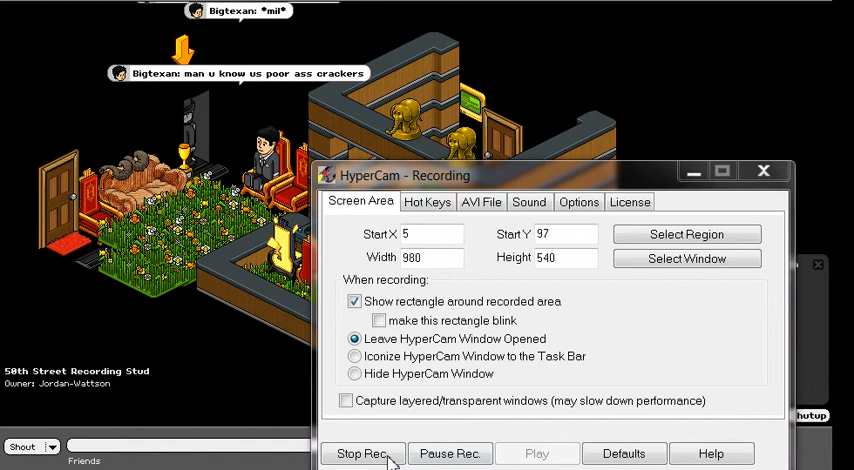 Bigtexan: *mil*
Bigtexan: man u know us poor ass crackers
HyperCam - Recording
Screen Area Hot Keys AVI File Sound Options License
Start X 5 Start Y 97 Select Region
Width 980 Height 540 Select Window
When recording:
Show rectangle around recorded area
make this rectangle blink
Leave HyperCam Window Opened
Iconize HyperCam Window to the Task Bar
Hide HyperCam Window
Capture layered/transparent windows (may slow down performance)
Stop Rec. Pause Rec. Play Defaults Help
50th Street Recording Stud
Owner: Jordan-Wattson
hutup
Shout
Friends